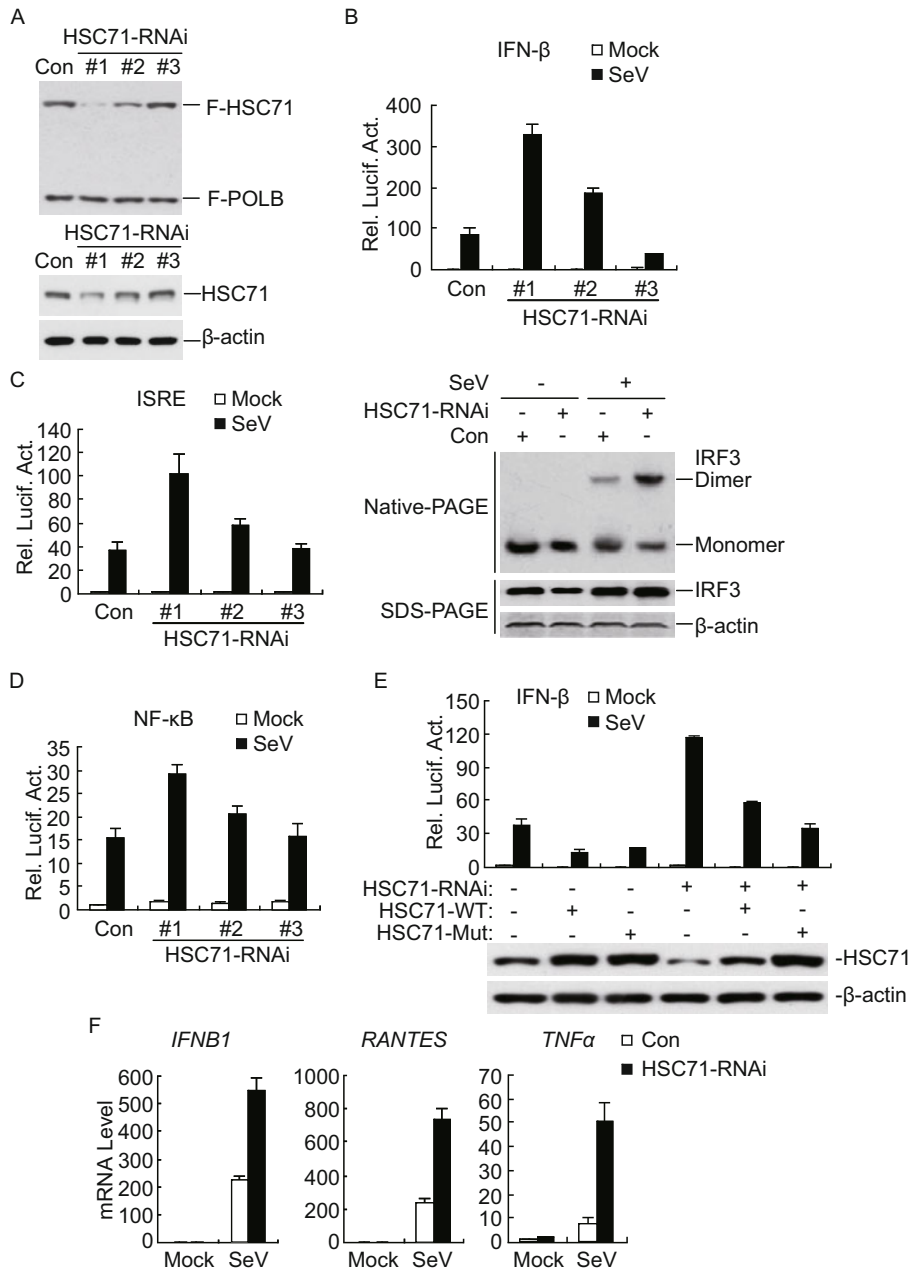 A
HSC71-RNAi
Con #1 #2 #3
F-HSC71
F-POLB
HSC71-RNAi
Con #1 #2 #3
HSC71
β-actin
B
IFN-β
Mock
SeV
Rel. Lucif. Act.
400
300
200
100
0
Con #1 #2 #3
HSC71-RNAi
C
ISRE
Mock
SeV
Rel. Lucif. Act.
140
120
100
80
60
40
20
0
Con #1 #2 #3
HSC71-RNAi
SeV - +
HSC71-RNAi - + - +
Con + - + -
Native-PAGE
IRF3
Dimer
Monomer
SDS-PAGE
IRF3
β-actin
D
NF-κB
Mock
SeV
Rel. Lucif. Act.
35
30
25
20
15
10
5
0
Con #1 #2 #3
HSC71-RNAi
E
IFN-β
Mock
SeV
Rel. Lucif. Act.
150
120
90
60
30
0
HSC71-RNAi: - - - + + +
HSC71-WT: - + - - + -
HSC71-Mut: - - + - - +
-HSC71
-β-actin
F
IFNB1
mRNA Level
600
500
400
300
200
100
0
Mock SeV
RANTES
1000
800
600
400
200
0
Mock SeV
TNFα
Con
HSC71-RNAi
70
60
50
40
30
20
10
0
Mock SeV